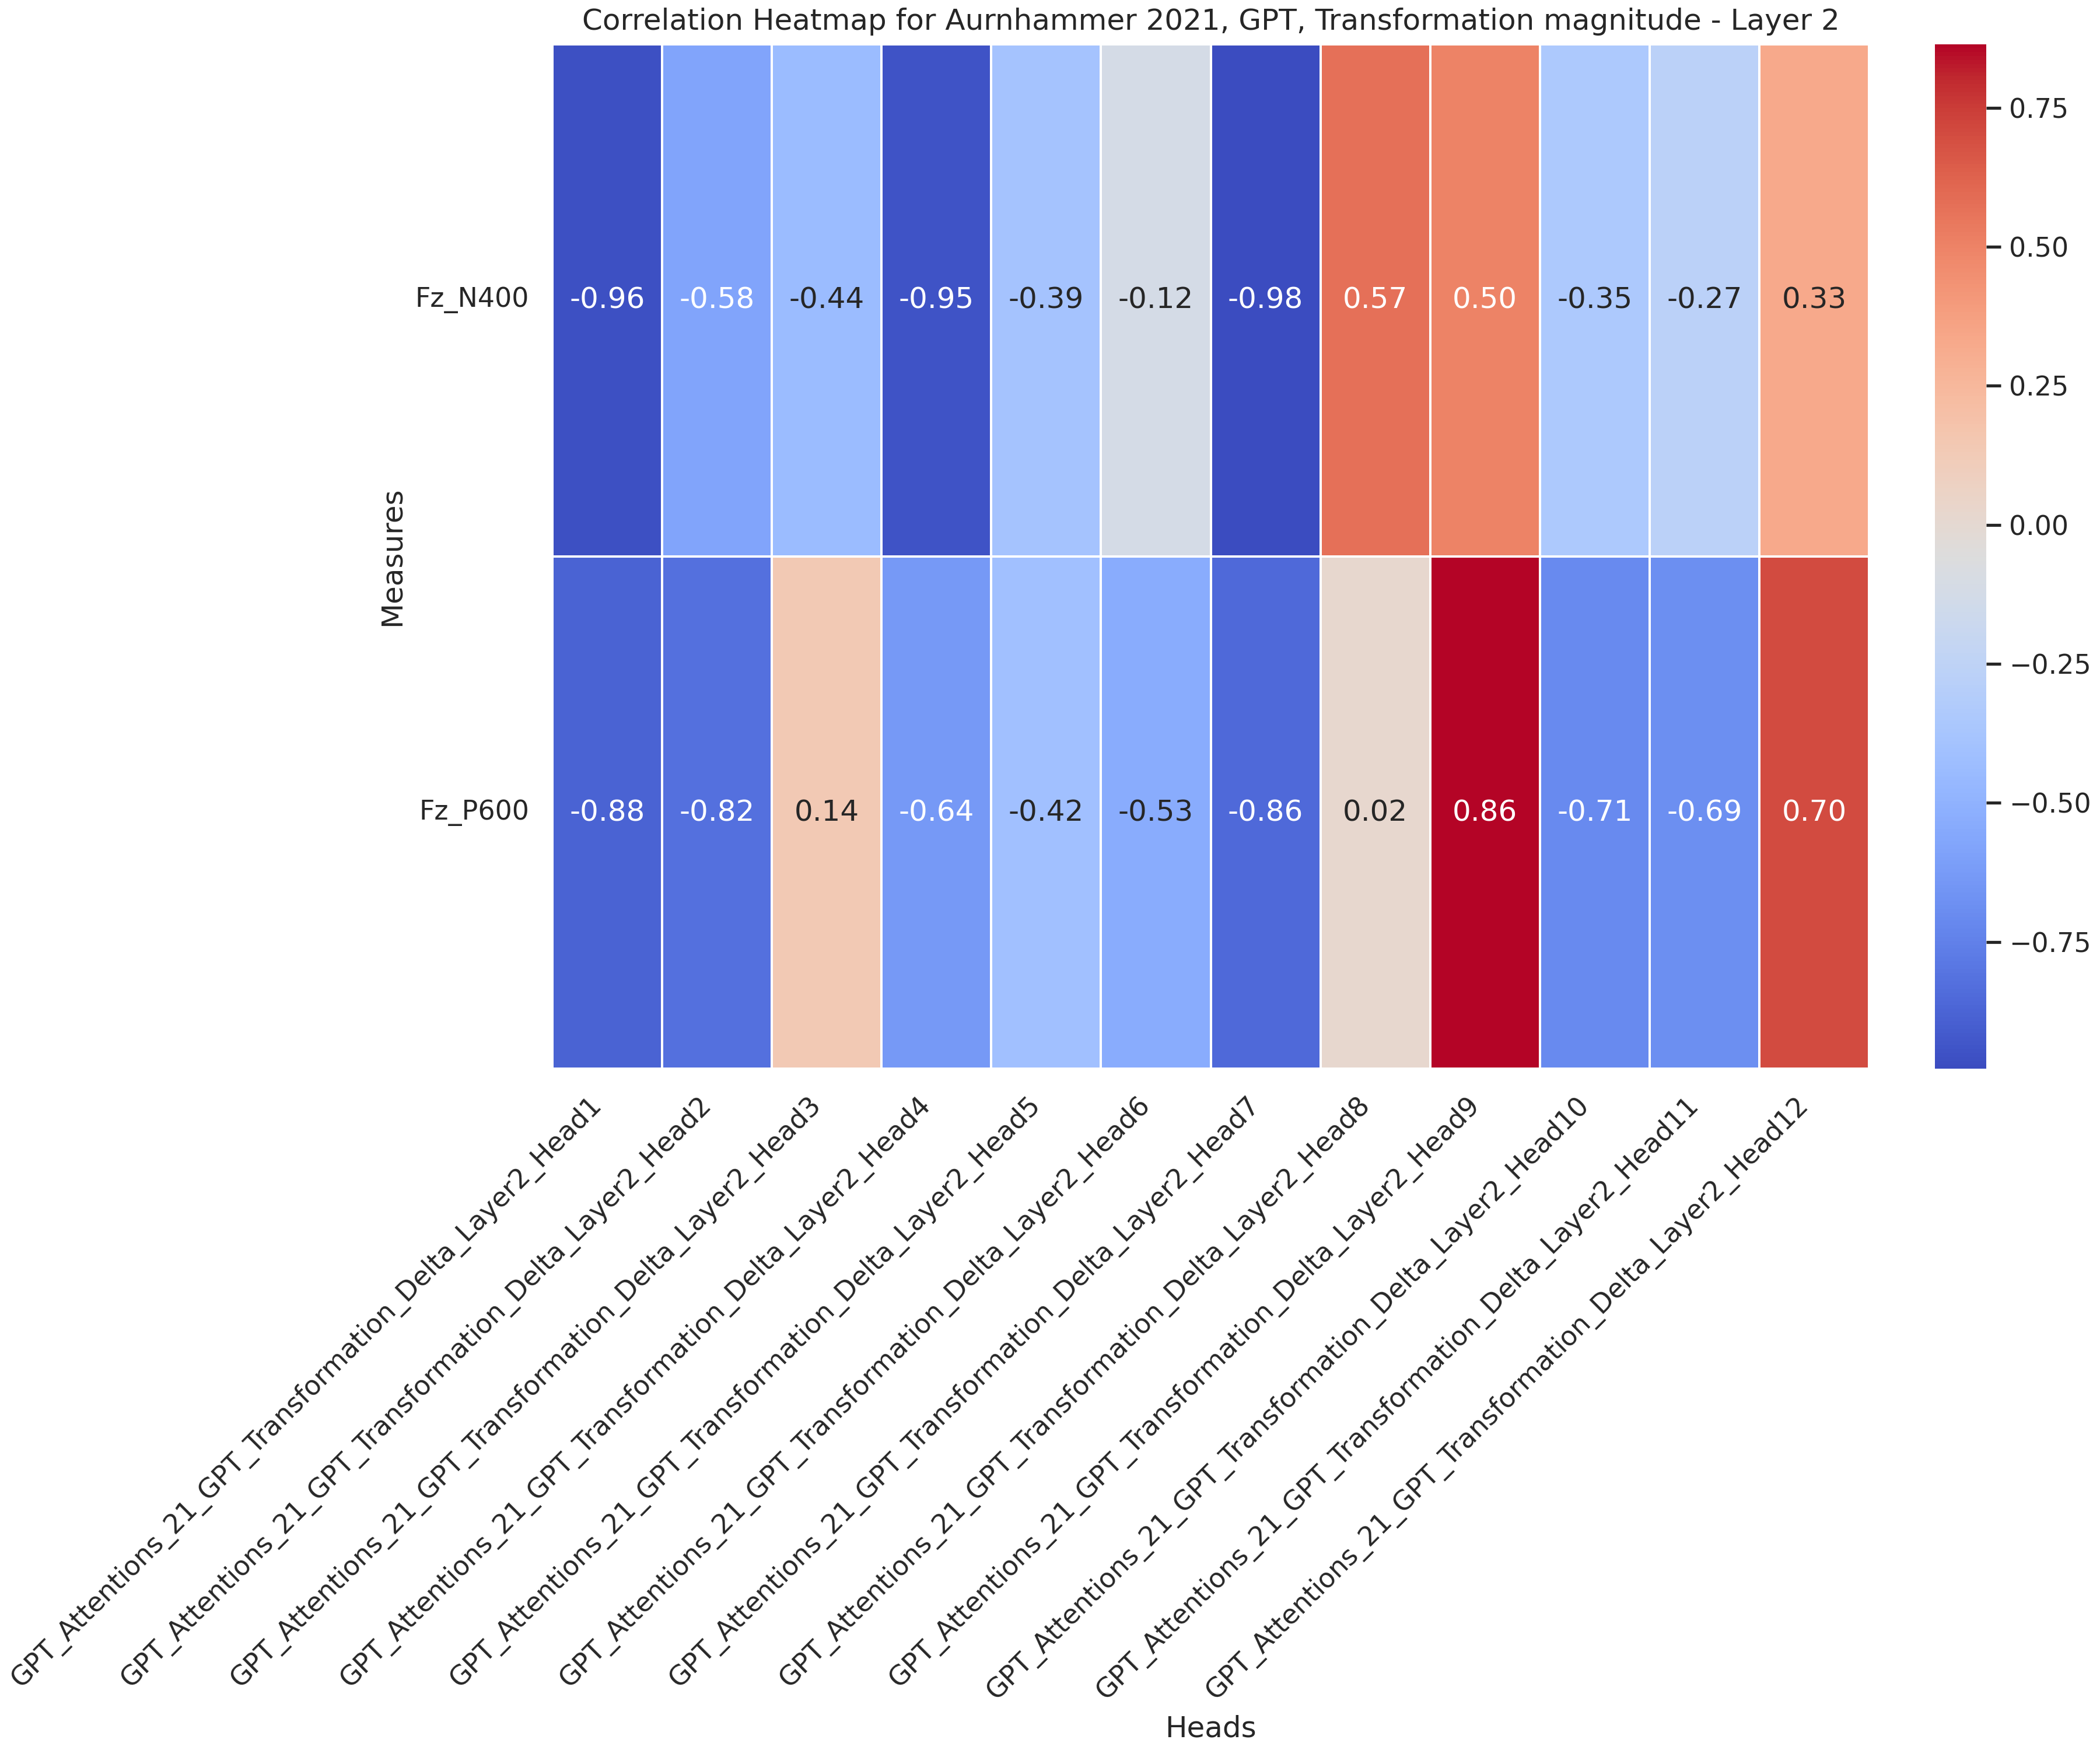 Correlation Heatmap for Aurnhammer 2021, GPT, Transformation magnitude - Layer 2
Measures
Fz_N400
-0.96 -0.58 -0.44 -0.95 -0.39 -0.12 -0.98 0.57 0.50 -0.35 -0.27 0.33
Fz_P600
-0.88 -0.82 0.14 -0.64 -0.42 -0.53 -0.86 0.02 0.86 -0.71 -0.69 0.70
GPT_Attentions_21_GPT_Transformation_Delta_Layer2_Head1
GPT_Attentions_21_GPT_Transformation_Delta_Layer2_Head2
GPT_Attentions_21_GPT_Transformation_Delta_Layer2_Head3
GPT_Attentions_21_GPT_Transformation_Delta_Layer2_Head4
GPT_Attentions_21_GPT_Transformation_Delta_Layer2_Head5
GPT_Attentions_21_GPT_Transformation_Delta_Layer2_Head6
GPT_Attentions_21_GPT_Transformation_Delta_Layer2_Head7
GPT_Attentions_21_GPT_Transformation_Delta_Layer2_Head8
GPT_Attentions_21_GPT_Transformation_Delta_Layer2_Head9
GPT_Attentions_21_GPT_Transformation_Delta_Layer2_Head10
GPT_Attentions_21_GPT_Transformation_Delta_Layer2_Head11
GPT_Attentions_21_GPT_Transformation_Delta_Layer2_Head12
Heads
0.75
0.50
0.25
0.00
−0.25
−0.50
−0.75